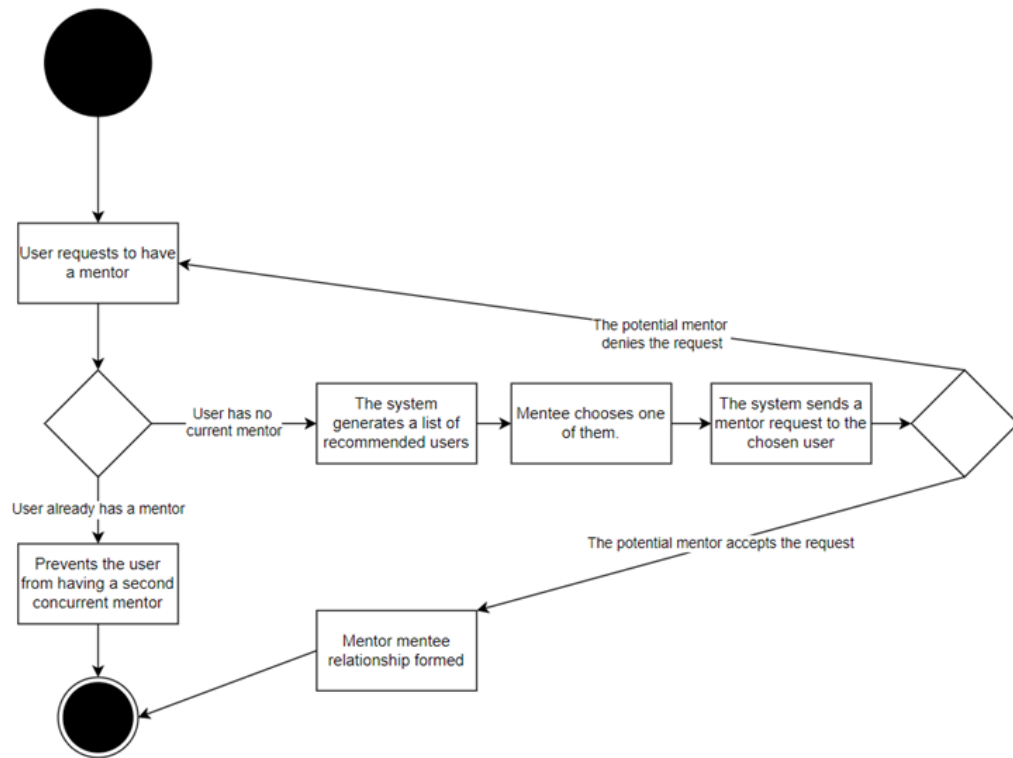 User requests to have
a mentor
The potential mentor
denies the request
User has no
current mentor
The system
generates a list of
recommended users
Mentee chooses one
of them.
The system sends a
mentor request to the
chosen user
User already has a mentor
Prevents the user
from having a second
concurrent mentor
The potential mentor accepts the request
Mentor mentee
relationship formed